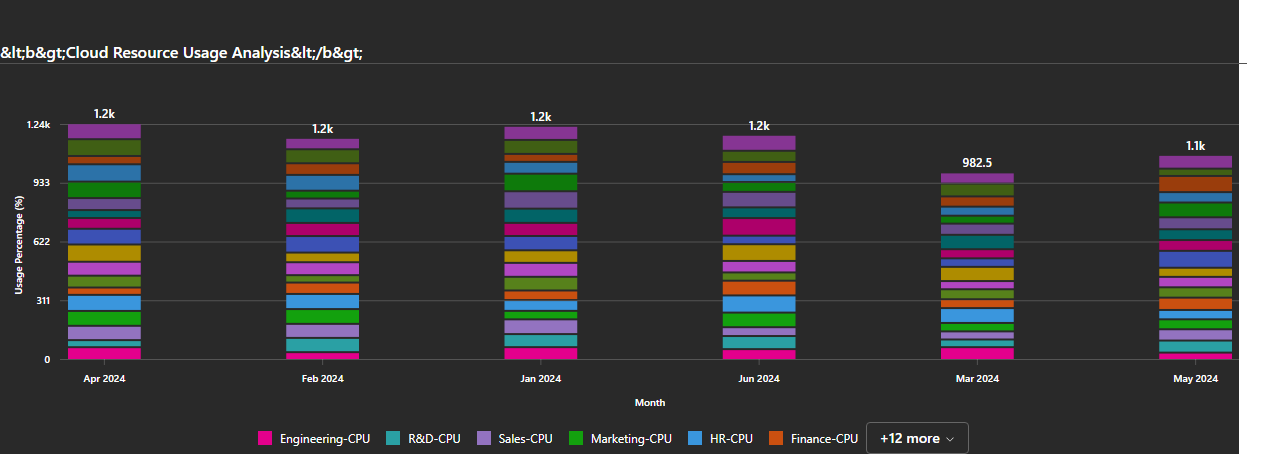 &lt;b&gt;Cloud Resource Usage Analysis&lt;/b&gt;
1.2k
1.2k
1.2k
1.2k
982.5
1.1k
1.24k
933
622
311
0
Usage Percentage (%)
Apr 2024 Feb 2024 Jan 2024 Jun 2024 Mar 2024 May 2024
Month
Engineering-CPU R&D-CPU Sales-CPU Marketing-CPU HR-CPU Finance-CPU +12 more